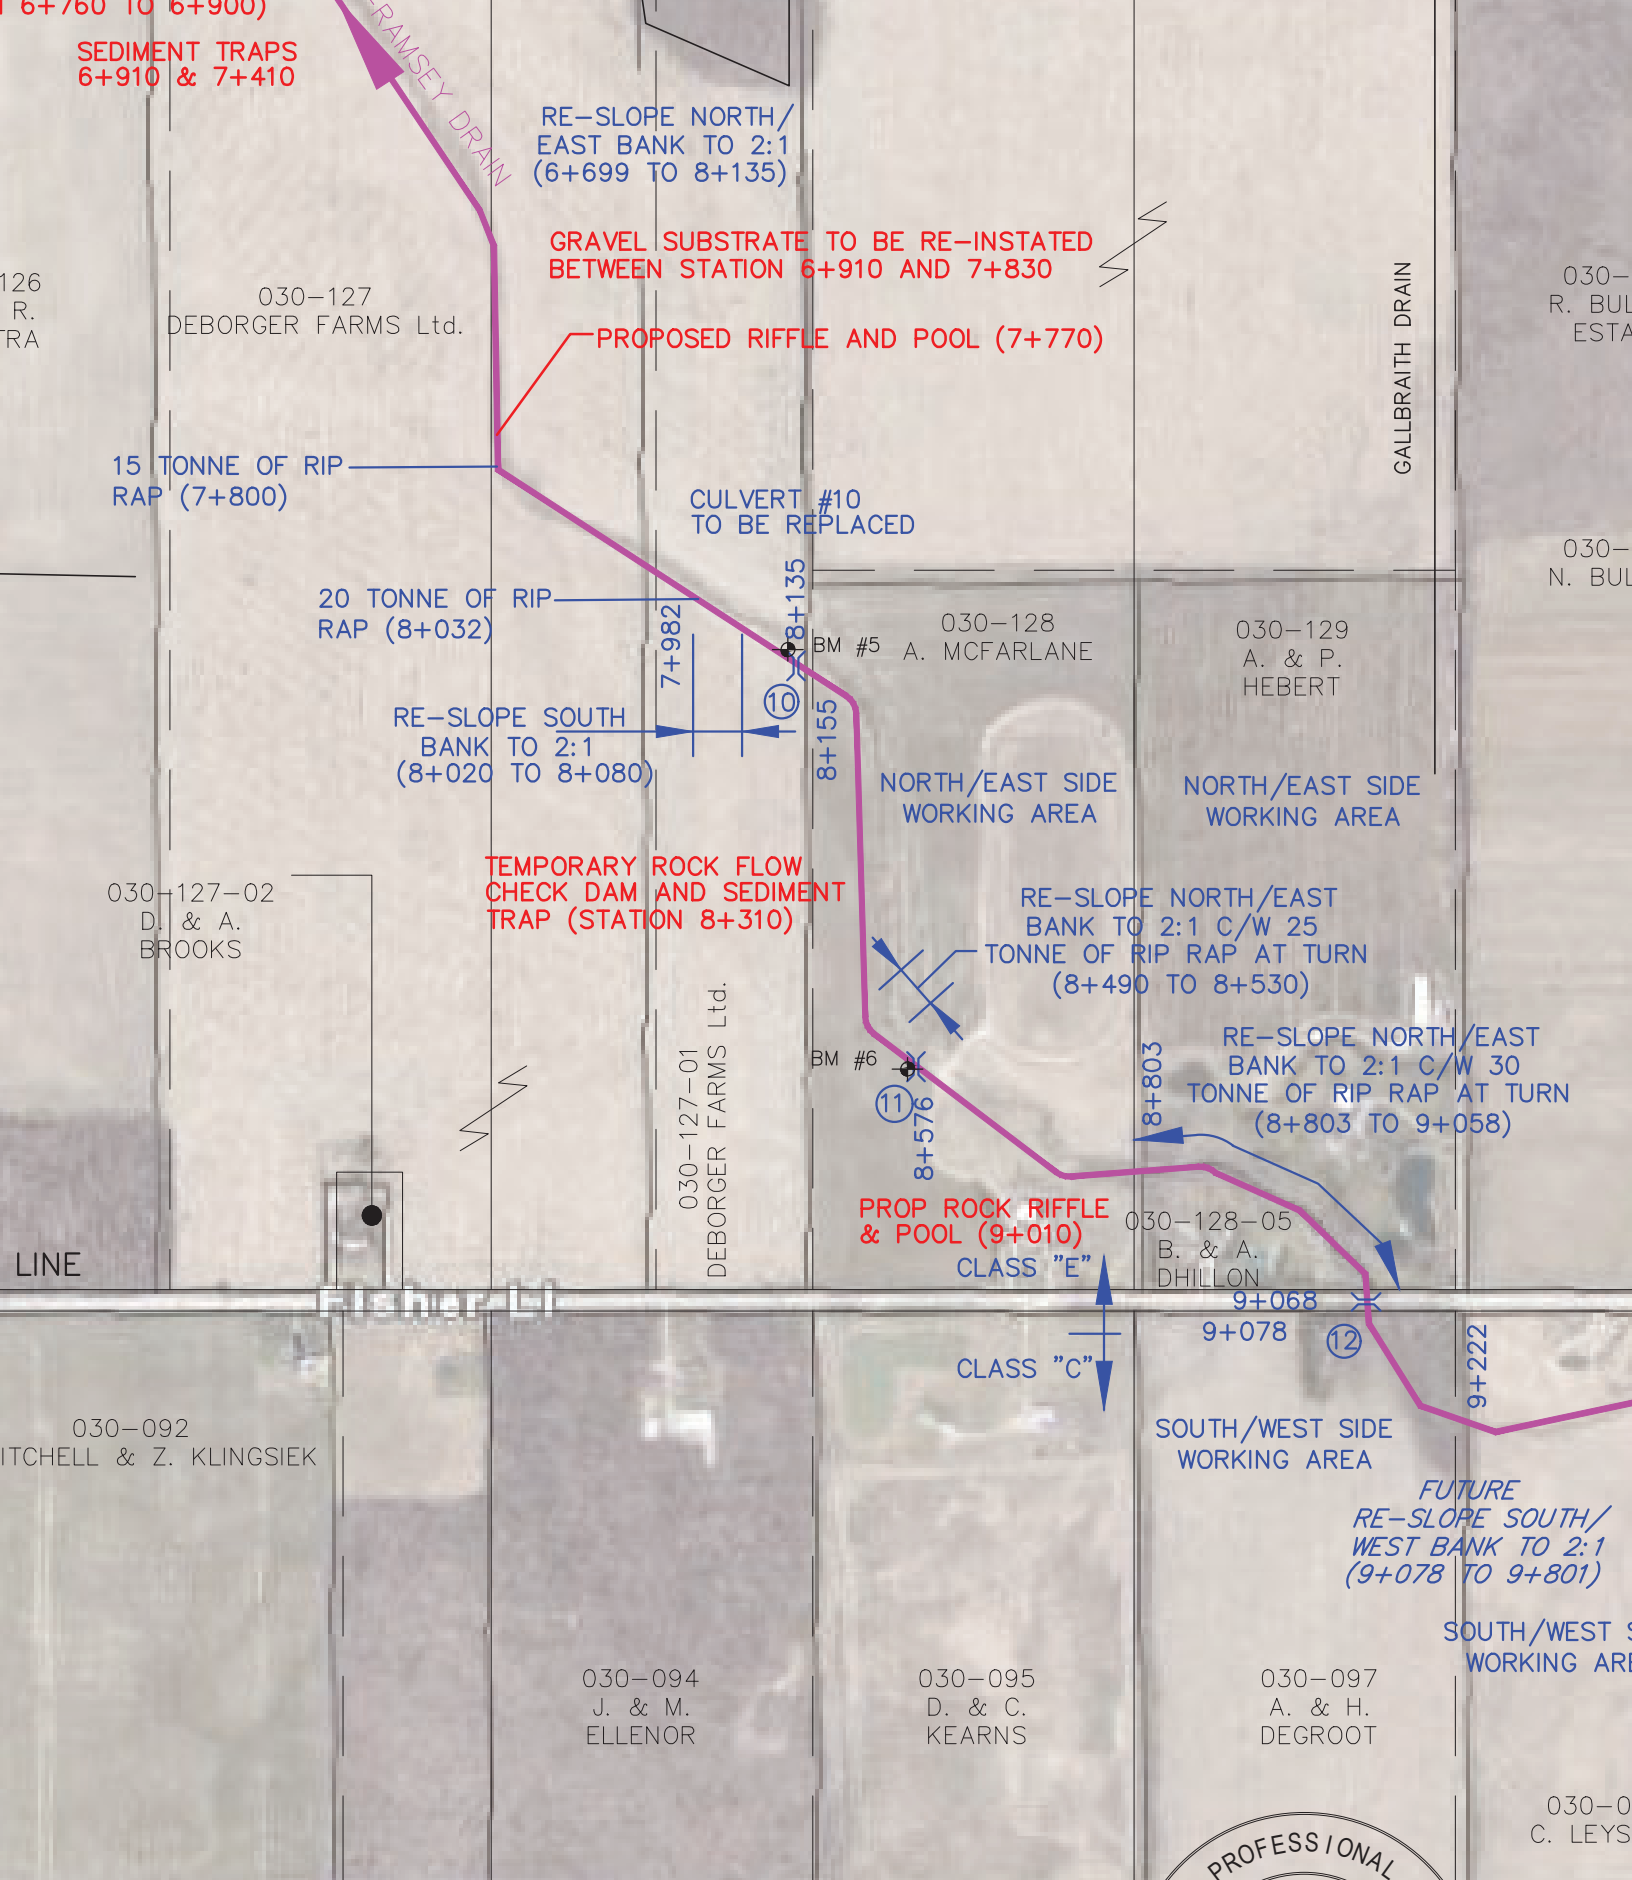 6+760 TO 6+900)
SEDIMENT TRAPS
6+910 & 7+410
RAMSEY DRAIN
RE-SLOPE NORTH/
EAST BANK TO 2:1
(6+699 TO 8+135)
GRAVEL SUBSTRATE TO BE RE-INSTATED
BETWEEN STATION 6+910 AND 7+830
PROPOSED RIFFLE AND POOL (7+770)
126
R.
TRA
030-127
DEBORGER FARMS Ltd.
GALLBRAITH DRAIN
030-
R. BUL
ESTA
15 TONNE OF RIP
RAP (7+800)
CULVERT #10
TO BE REPLACED
030-
N. BUL
20 TONNE OF RIP
RAP (8+032)
7+982
8+135
BM #5
10
8+155
030-128
A. MCFARLANE
030-129
A. & P.
HEBERT
RE-SLOPE SOUTH
BANK TO 2:1
(8+020 TO 8+080)
NORTH/EAST SIDE
WORKING AREA
NORTH/EAST SIDE
WORKING AREA
TEMPORARY ROCK FLOW
CHECK DAM AND SEDIMENT
TRAP (STATION 8+310)
030-127-02
D. & A.
BROOKS
RE-SLOPE NORTH/EAST
BANK TO 2:1 C/W 25
TONNE OF RIP RAP AT TURN
(8+490 TO 8+530)
030-127-01
DEBORGER FARMS Ltd.
BM #6
11
8+576
8+803
RE-SLOPE NORTH/EAST
BANK TO 2:1 C/W 30
TONNE OF RIP RAP AT TURN
(8+803 TO 9+058)
PROP ROCK RIFFLE
& POOL (9+010)
030-128-05
B. & A.
DHILLON
LINE
Fisher Ll
CLASS "E"
CLASS "C"
9+068
9+078
12
9+222
030-092
ITCHELL & Z. KLINGSIEK
SOUTH/WEST SIDE
WORKING AREA
FUTURE
RE-SLOPE SOUTH/
WEST BANK TO 2:1
(9+078 TO 9+801)
SOUTH/WEST S
WORKING ARE
030-094
J. & M.
ELLENOR
030-095
D. & C.
KEARNS
030-097
A. & H.
DEGROOT
030-0
C. LEYS
PROFESSIONAL